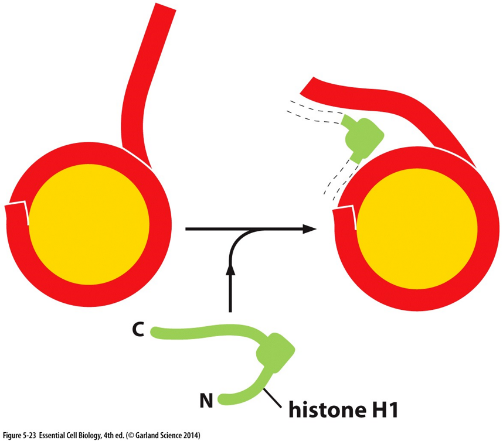 C
N
histone H1
Figure 5-23 Essential Cell Biology, 4th ed. (© Garland Science 2014)